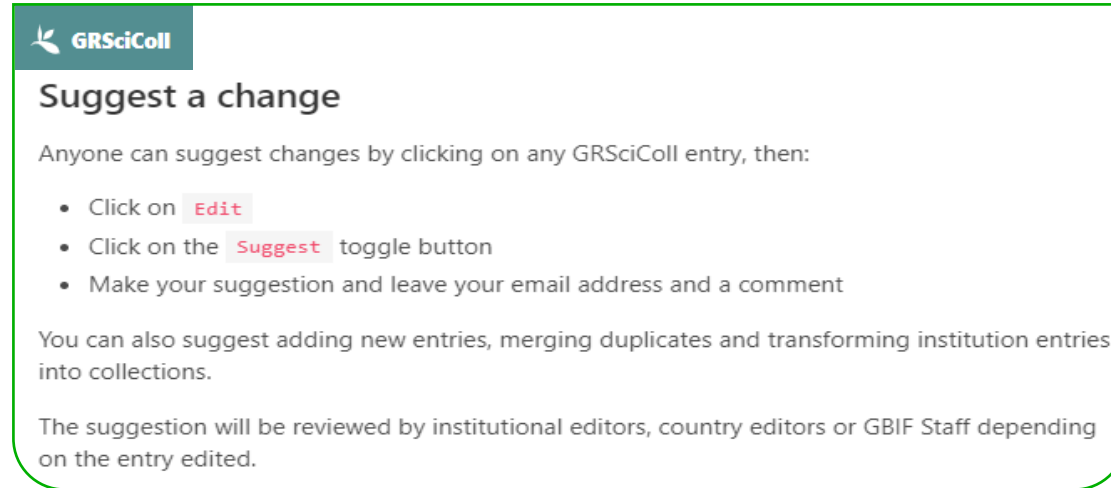 GRSciColl
Suggest a change
Anyone can suggest changes by clicking on any GRSciColl entry, then:
• Click on Edit
• Click on the Suggest toggle button
• Make your suggestion and leave your email address and a comment
You can also suggest adding new entries, merging duplicates and transforming institution entries
into collections.
The suggestion will be reviewed by institutional editors, country editors or GBIF Staff depending
on the entry edited.